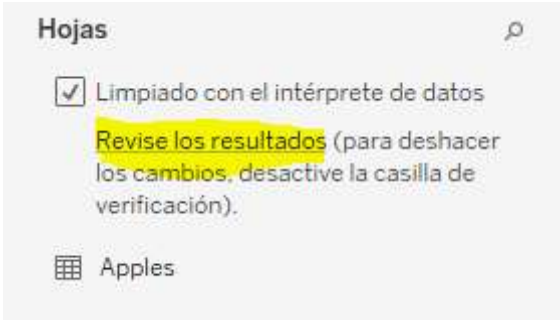 Hojas
Limpiado con el intérprete de datos
Revise los resultados (para deshacer
los cambios, desactive la casilla de
verificación).
Apples